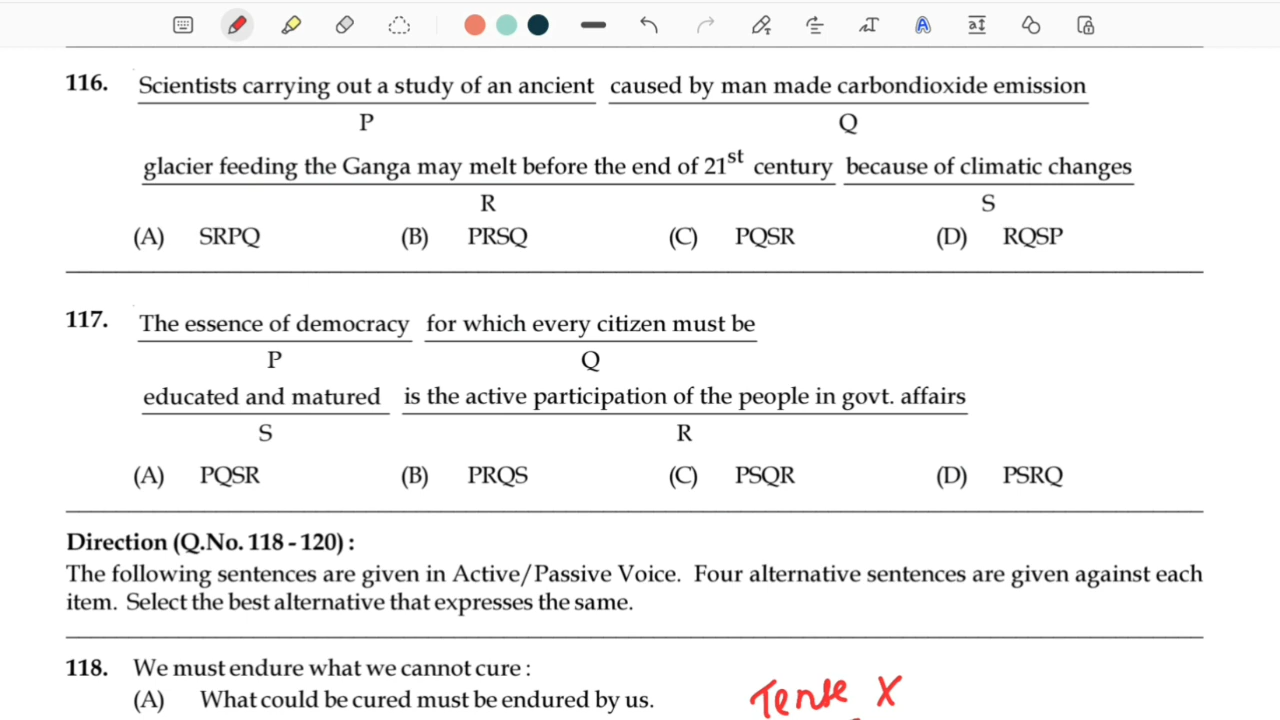 116. Scientists carrying out a study of an ancient caused by man made carbondioxide emission
P Q
glacier feeding the Ganga may melt before the end of 21st century because of climatic changes
R S
(A) SRPQ (B) PRSQ (C) PQSR (D) RQSP
117. The essence of democracy for which every citizen must be
P Q
educated and matured is the active participation of the people in govt. affairs
S R
(A) PQSR (B) PRQS (C) PSQR (D) PSRQ
Direction (Q.No. 118 - 120) :
The following sentences are given in Active/Passive Voice. Four alternative sentences are given against each
item. Select the best alternative that expresses the same.
118. We must endure what we cannot cure :
(A) What could be cured must be endured by us. Tense X